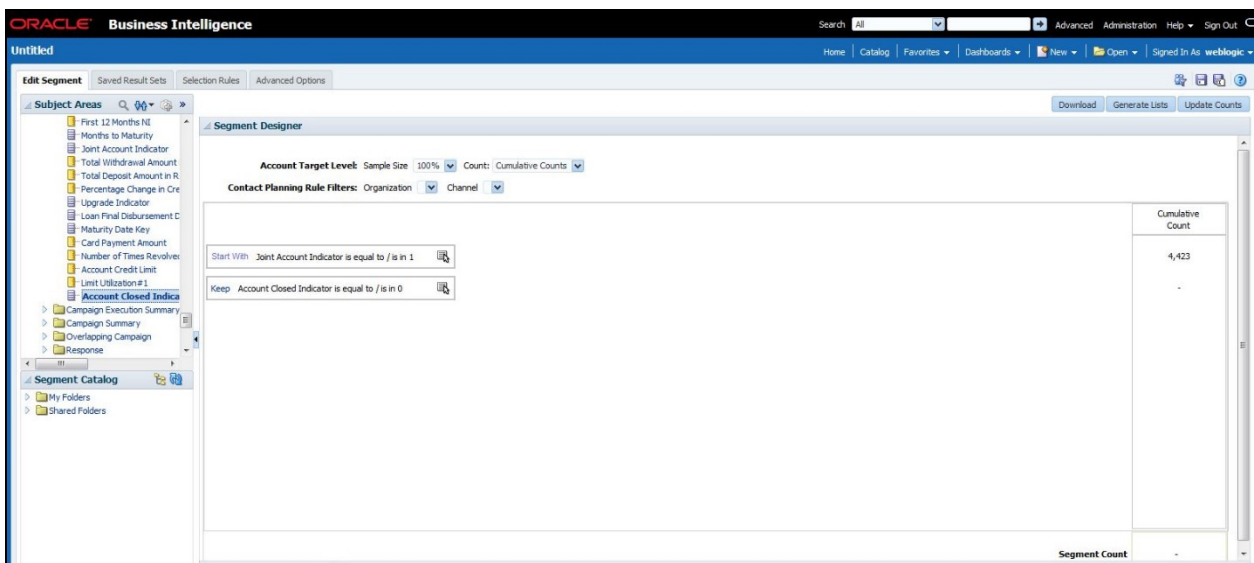 ORACLE Business Intelligence
Search All Advanced Administration Help Sign Out
Untitled
Home Catalog Favorites Dashboards New Open Signed In As weblogic
Edit Segment Saved Result Sets Selection Rules Advanced Options
Subject Areas
Download Generate Lists Update Counts
First 12 Months NI
Months to Maturity
Joint Account Indicator
Total Withdrawal Amount
Total Deposit Amount in R
Percentage Change in Cre
Upgrade Indicator
Loan Final Disbursement D
Maturity Date Key
Card Payment Amount
Number of Times Revolved
Account Credit Limit
Limit Utilization#1
Account Closed Indica
Campaign Execution Summary
Campaign Summary
Overlapping Campaign
Response
Segment Catalog
My Folders
Shared Folders
Segment Designer
Account Target Level: Sample Size 100% Count: Cumulative Counts
Contact Planning Rule Filters: Organization Channel
Cumulative Count
Start With Joint Account Indicator is equal to / is in 1
4,423
Keep Account Closed Indicator is equal to / is in 0
-
Segment Count -